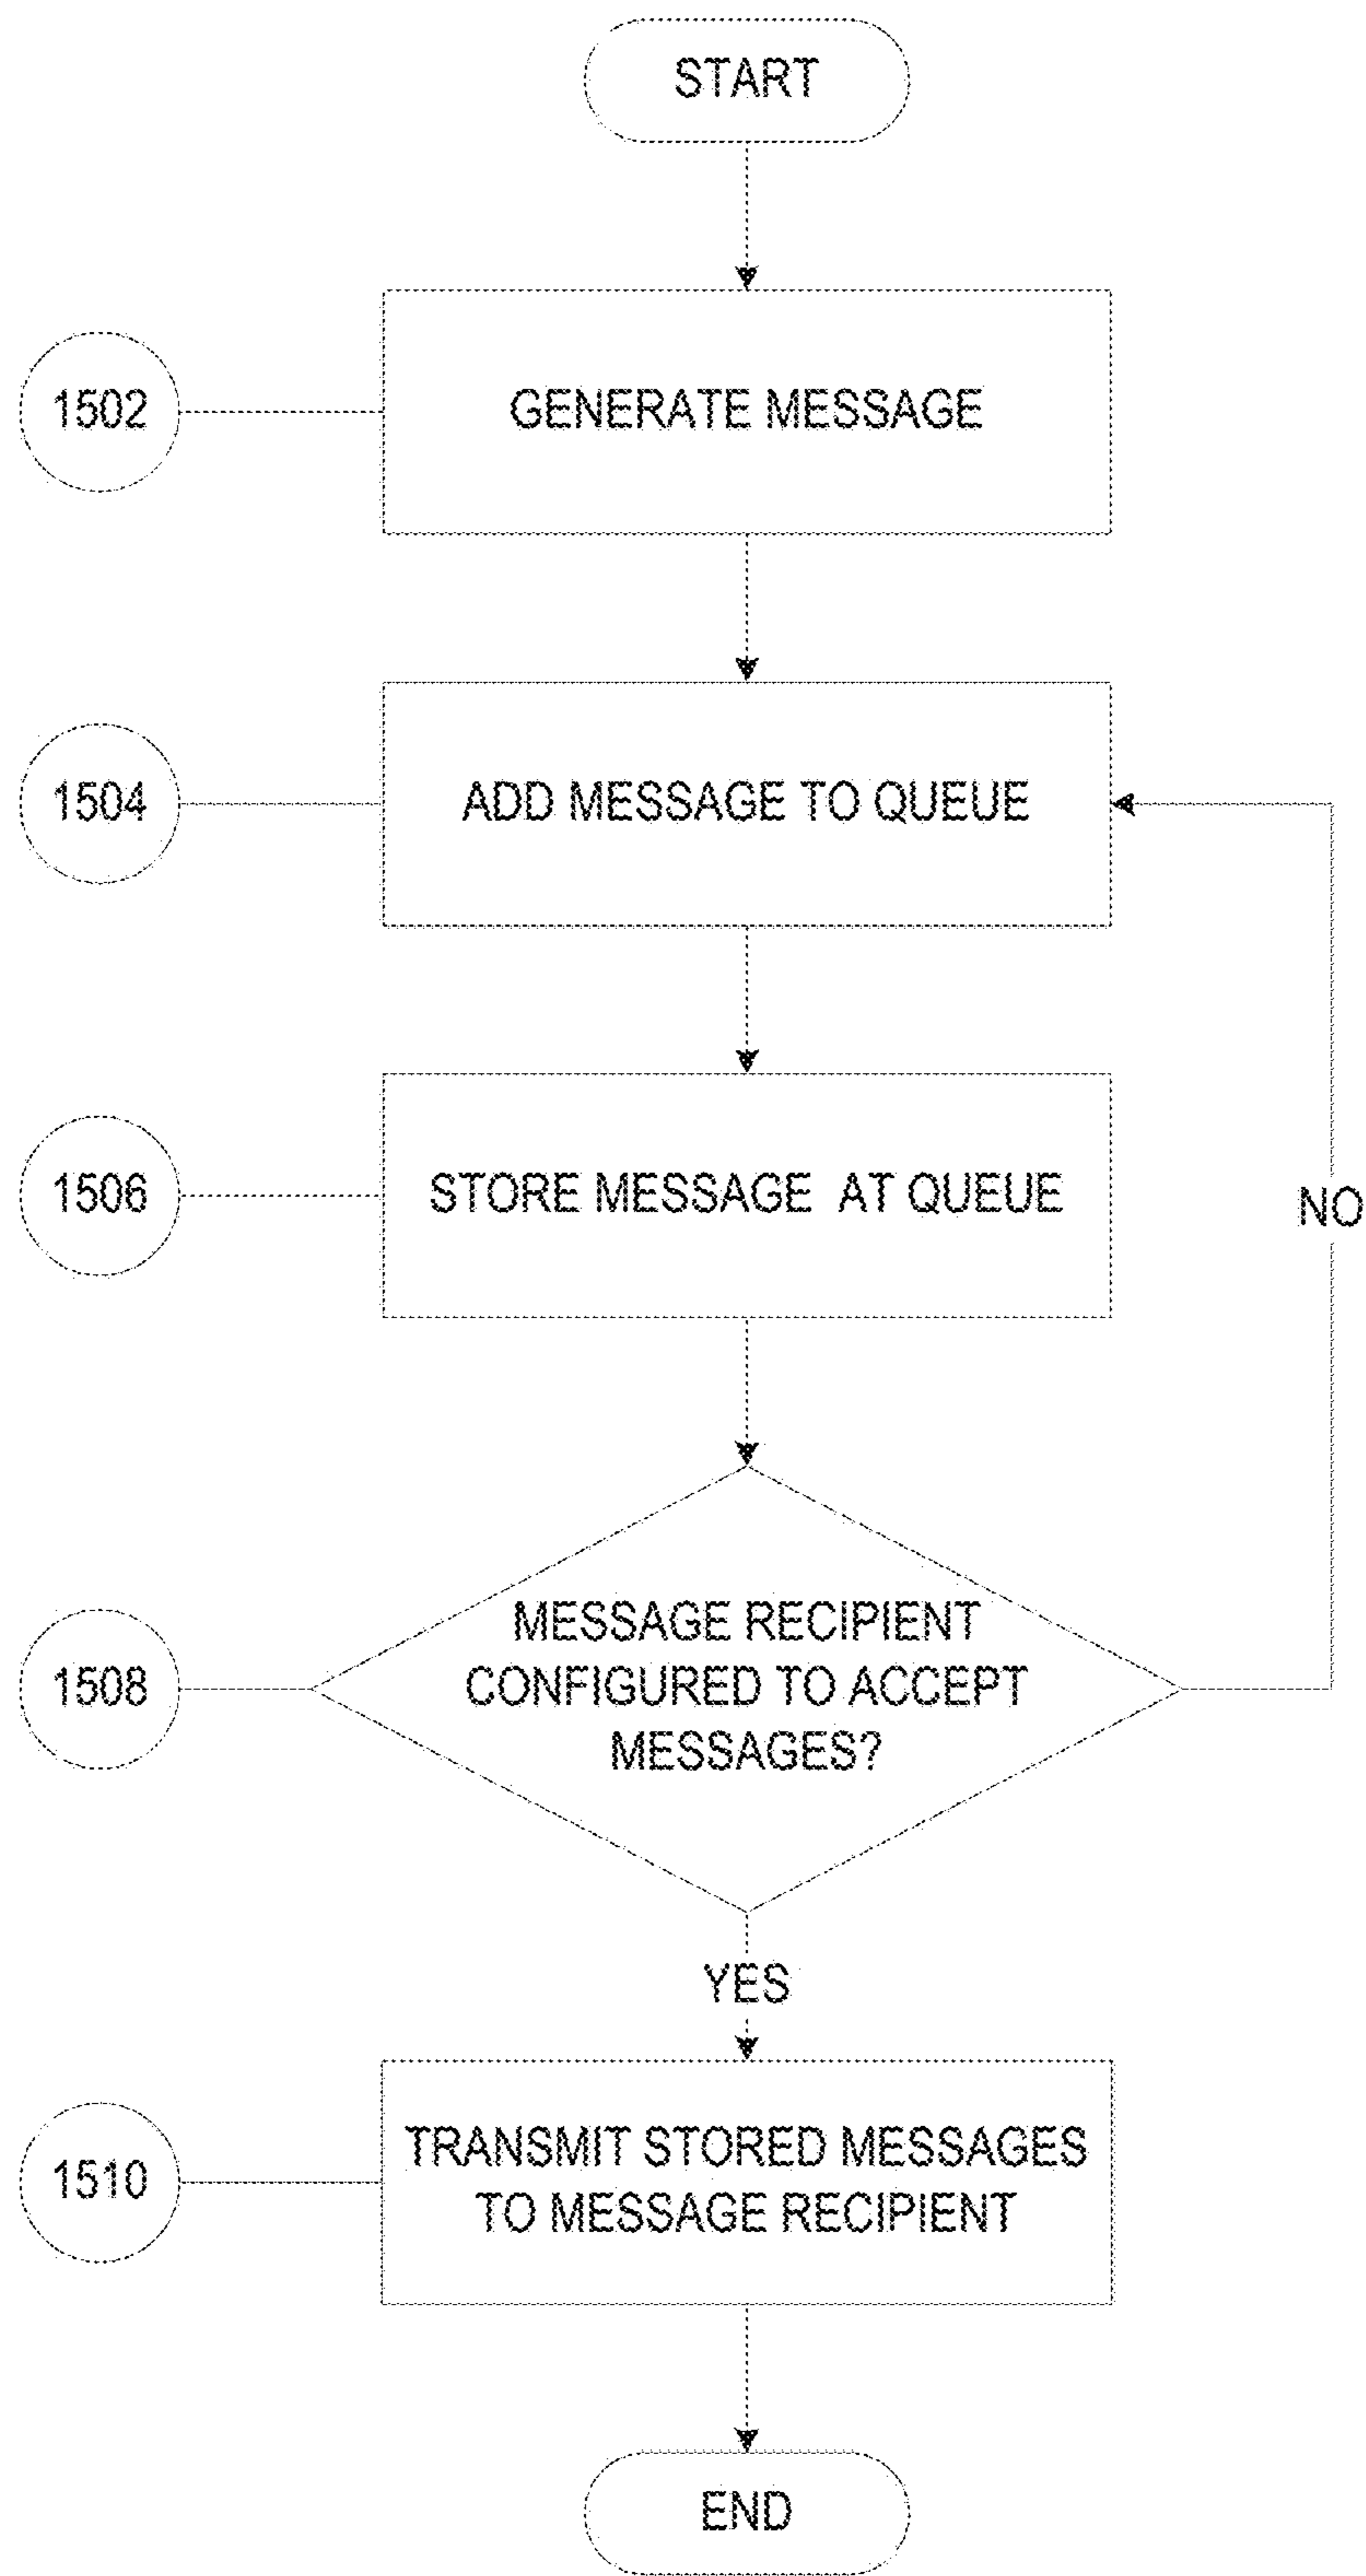 START
1502
GENERATE MESSAGE
1504
ADD MESSAGE TO QUEUE
1506
STORE MESSAGE AT QUEUE
NO
1508
MESSAGE RECIPIENT
CONFIGURED TO ACCEPT
MESSAGES?
YES
1510
TRANSMIT STORED MESSAGES
TO MESSAGE RECIPIENT
END